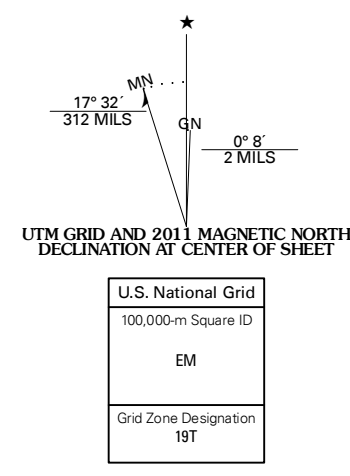 ★
MN
17° 32´
312 MILS
GN
0° 8´
2 MILS
UTM GRID AND 2011 MAGNETIC NORTH
DECLINATION AT CENTER OF SHEET
U.S. National Grid
100,000-m Square ID
EM
Grid Zone Designation
19T